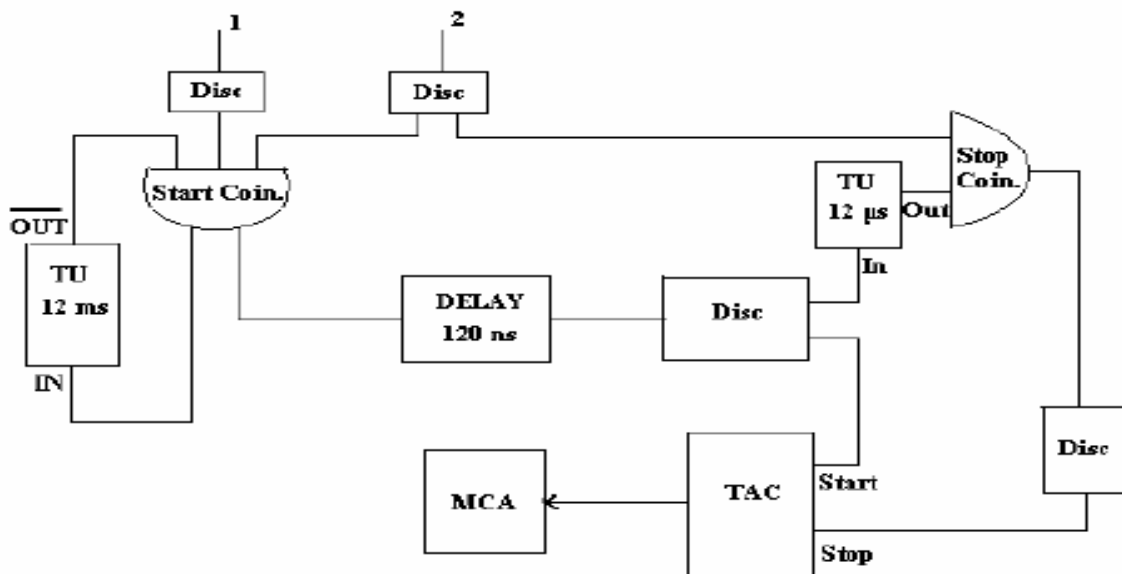 1
2
Disc
Disc
Start Coin.
Stop
Coin.
TU
12 μs
Out
In
OUT
TU
12 ms
IN
DELAY
120 ns
Disc
Disc
MCA
TAC
Start
Stop